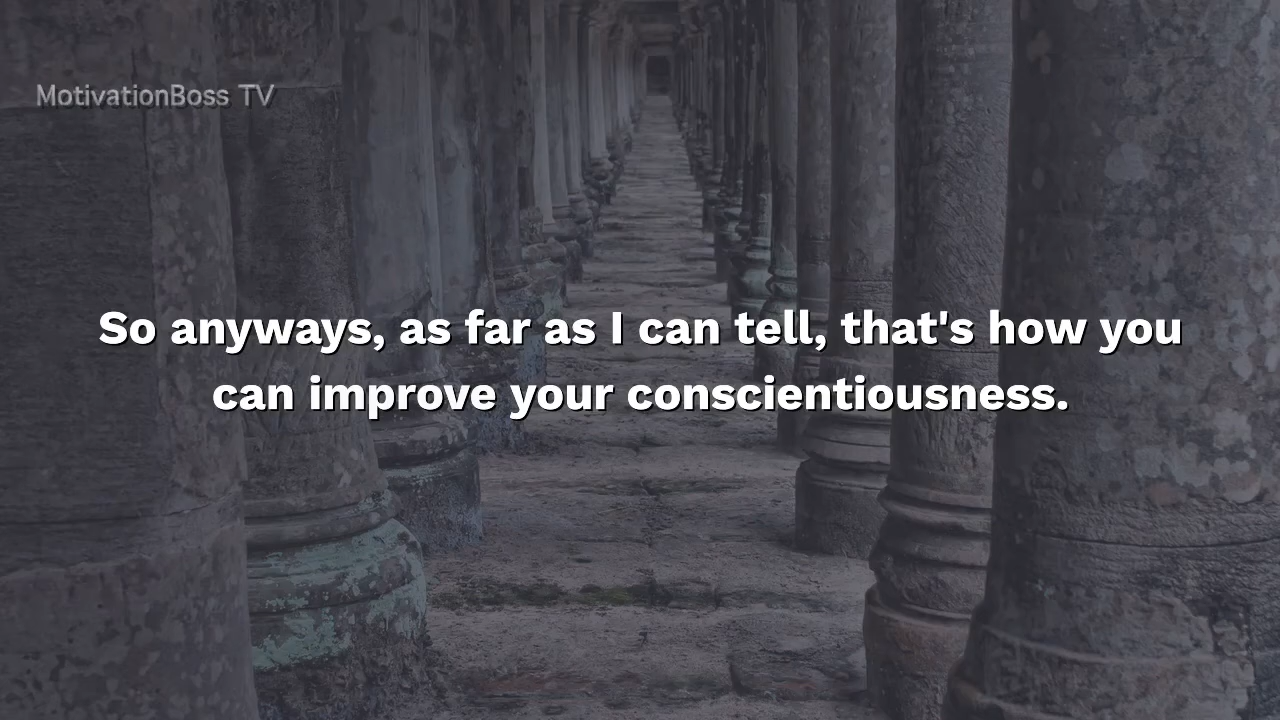 MotivationBoss TV
So anyways, as far as I can tell, that's how you
can improve your conscientiousness.